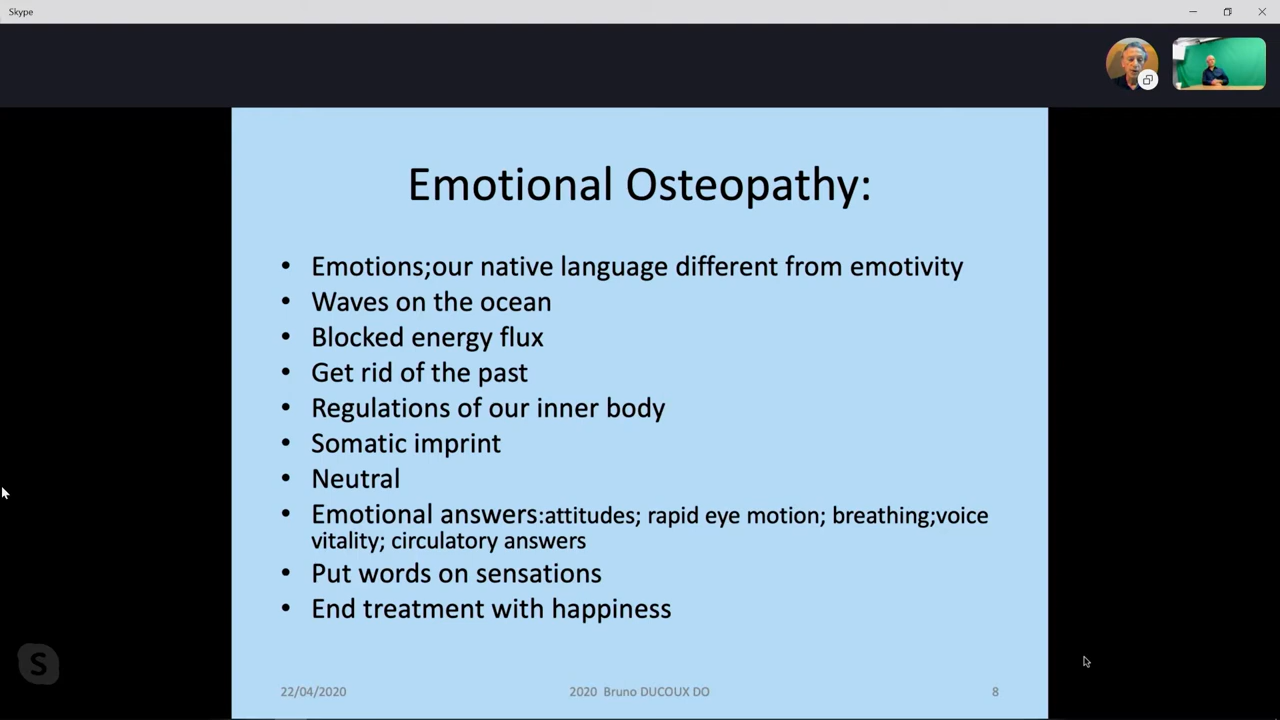 Skype
Emotional Osteopathy:
• Emotions;our native language different from emotivity
• Waves on the ocean
• Blocked energy flux
• Get rid of the past
• Regulations of our inner body
• Somatic imprint
• Neutral
• Emotional answers:attitudes; rapid eye motion; breathing;voice
vitality; circulatory answers
• Put words on sensations
• End treatment with happiness
S
22/04/2020 2020 Bruno DUCOUX DO 8